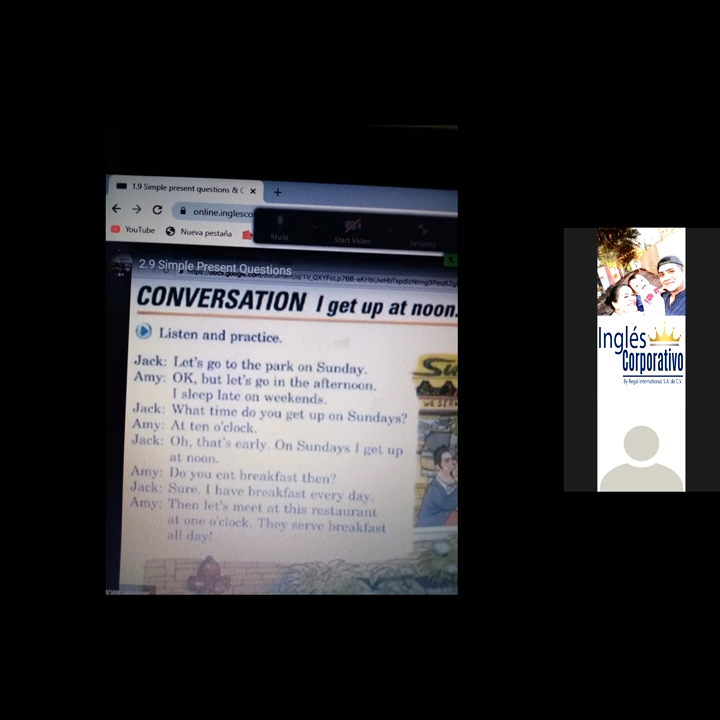 1.9 Simple present questions & C
online.inglesco
Mute
Start Video
Security
YouTube
Nueva pestaña
2.9 Simple Present Questions
CONVERSATION I get up at noon.
Listen and practice.
Jack: Let's go to the park on Sunday.
Amy: OK, but let's go in the afternoon.
I sleep late on weekends.
Jack: What time do you get up on Sundays?
Amy: At ten o'clock.
Jack: Oh, that's early. On Sundays I get up
at noon.
Amy: Do you eat breakfast then?
Jack: Sure. I have breakfast every day.
Amy: Then let's meet at this restaurant
at one o'clock. They serve breakfast
all day!
Su
WE SER
Inglés
Corporativo
By Regal International, S.A. de C.V